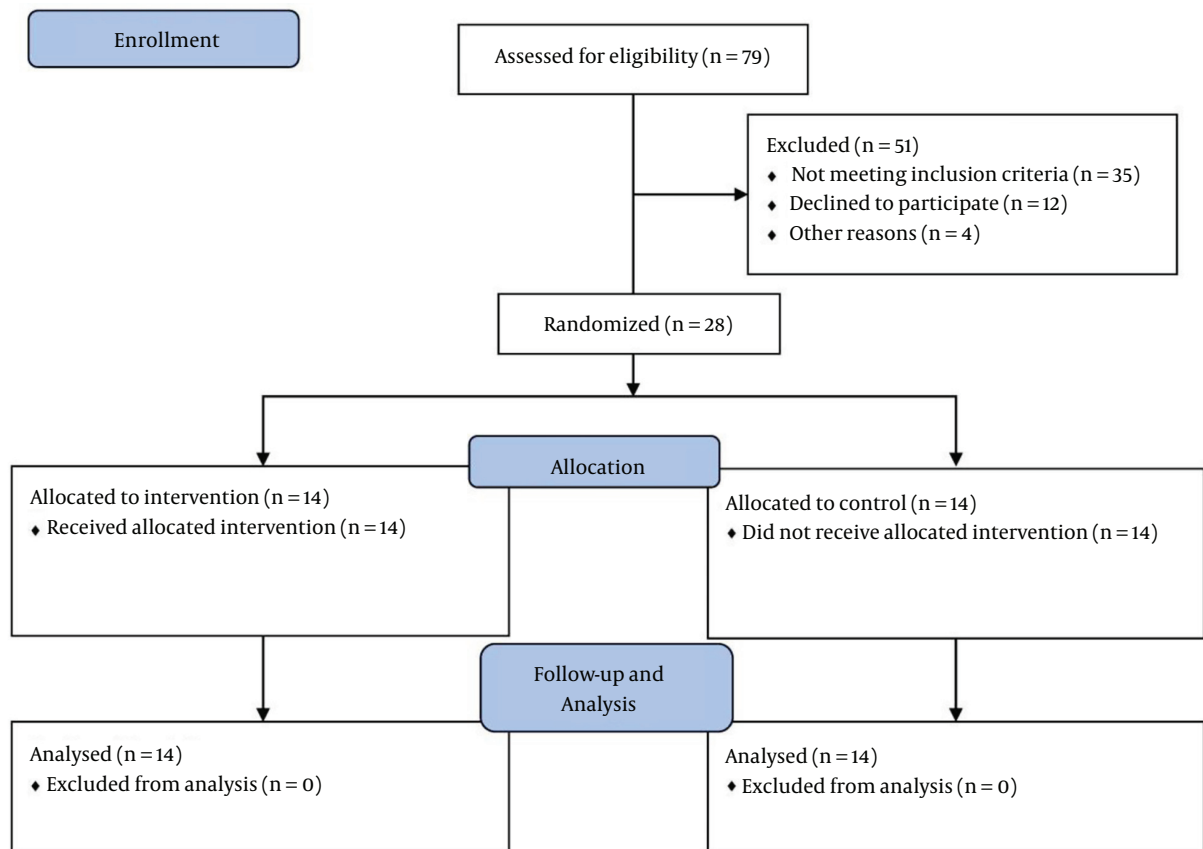 Enrollment
Assessed for eligibility (n = 79)
Excluded (n = 51)
♦ Not meeting inclusion criteria (n = 35)
♦ Declined to participate (n = 12)
♦ Other reasons (n = 4)
Randomized (n = 28)
Allocation
Allocated to intervention (n = 14)
♦ Received allocated intervention (n = 14)
Allocated to control (n = 14)
♦ Did not receive allocated intervention (n = 14)
Follow-up and
Analysis
Analysed (n = 14)
♦ Excluded from analysis (n = 0)
Analysed (n = 14)
♦ Excluded from analysis (n = 0)